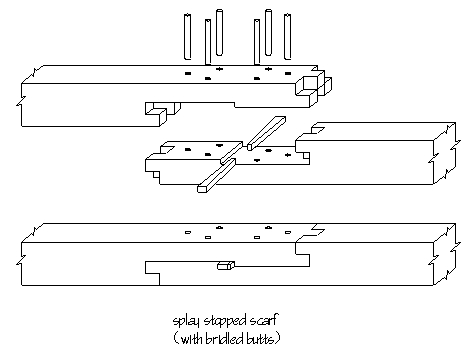 splay stopped scarf
(with bridled butts)